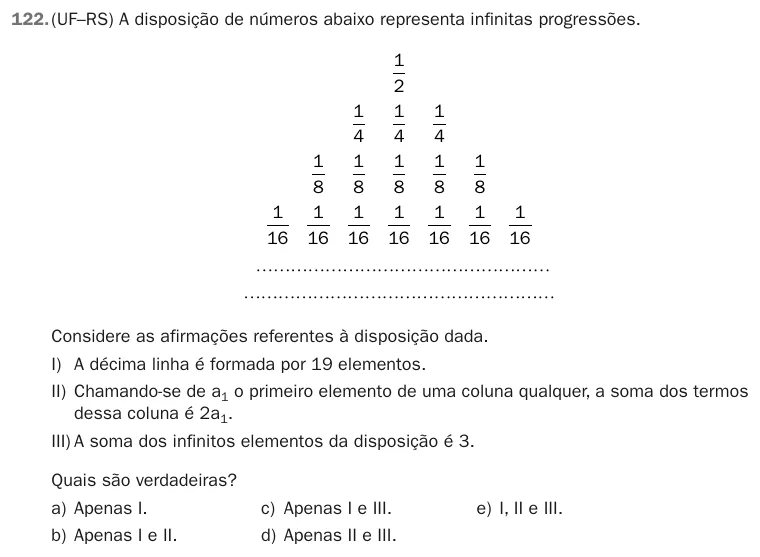 122. (UF–RS) A disposição de números abaixo representa infinitas progressões.
1/2
1/4 1/4 1/4
1/8 1/8 1/8 1/8 1/8
1/16 1/16 1/16 1/16 1/16 1/16 1/16
...................................................
......................................................
Considere as afirmações referentes à disposição dada.
I) A décima linha é formada por 19 elementos.
II) Chamando-se de a₁ o primeiro elemento de uma coluna qualquer, a soma dos termos
dessa coluna é 2a₁.
III) A soma dos infinitos elementos da disposição é 3.
Quais são verdadeiras?
a) Apenas I. c) Apenas I e III. e) I, II e III.
b) Apenas I e II. d) Apenas II e III.